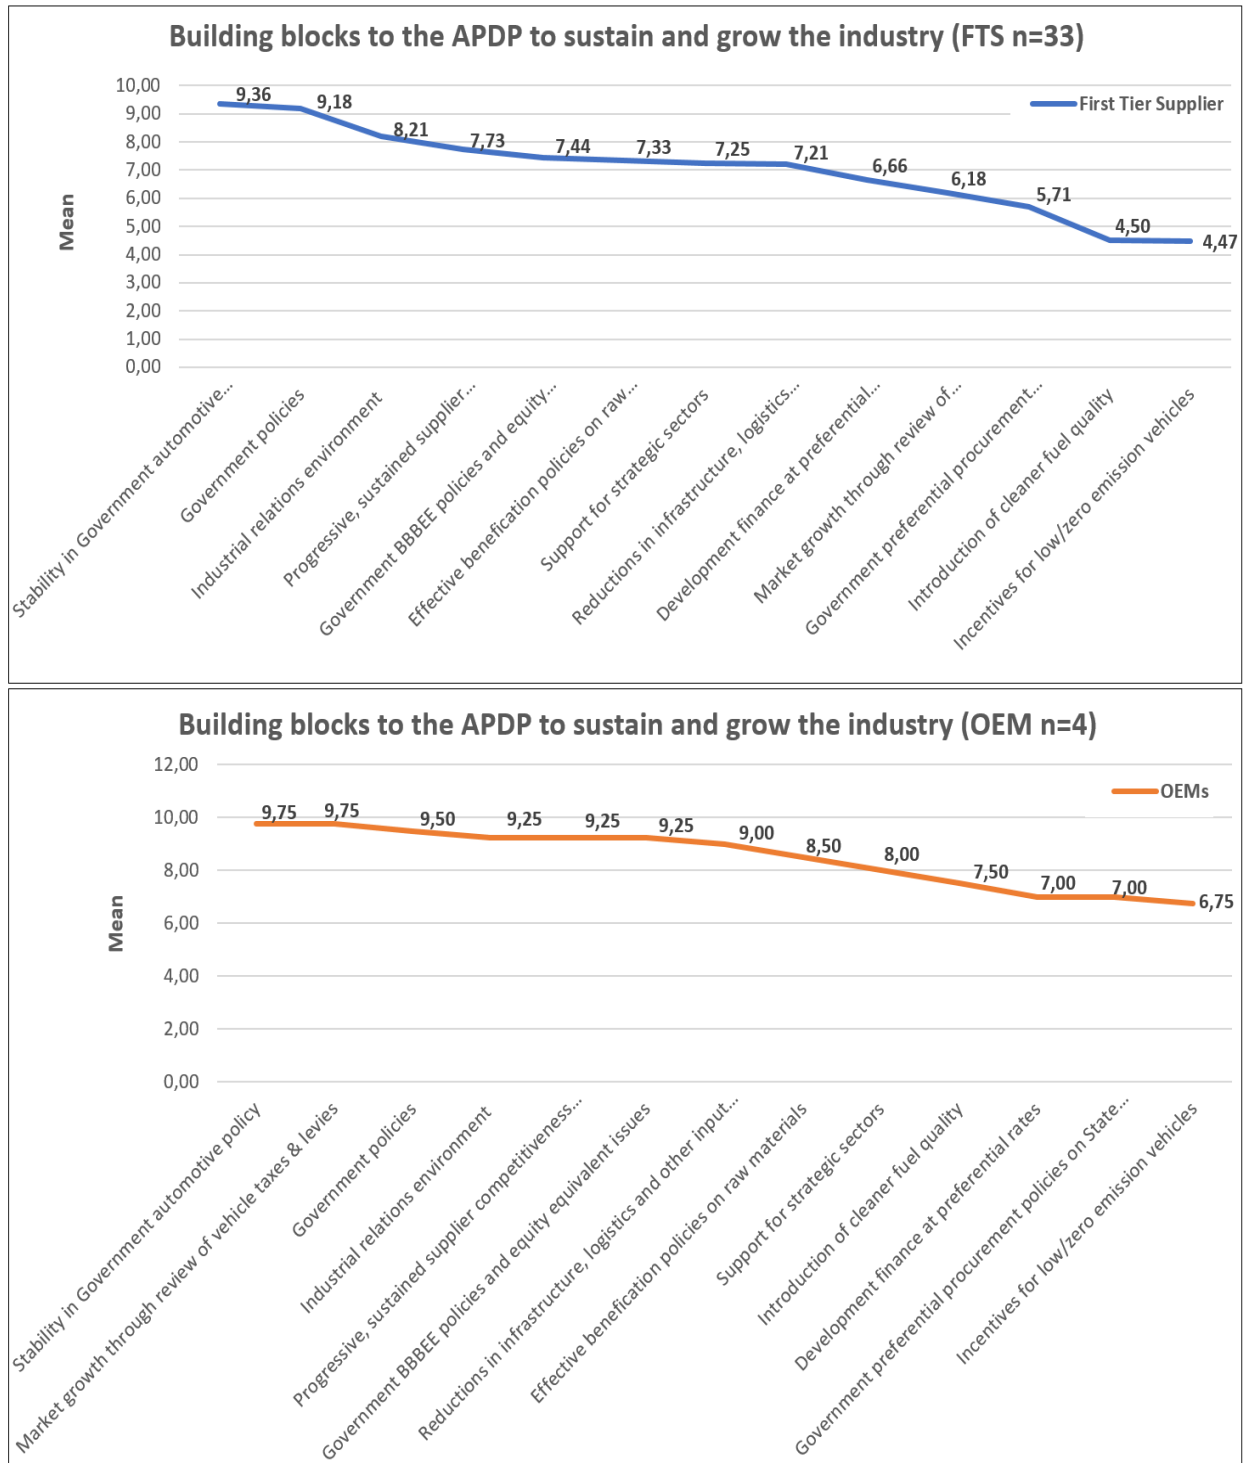 Building blocks to the APDP to sustain and grow the industry (FTS n=33)
First Tier Supplier
Mean
10,00
9,00
8,00
7,00
6,00
5,00
4,00
3,00
2,00
1,00
0,00
9,36
9,18
8,21
7,73
7,44
7,33
7,25
7,21
6,66
6,18
5,71
4,50
4,47
Stability in Government automotive...
Government policies
Industrial relations environment
Progressive, sustained supplier...
Government BBBEE policies and equity...
Effective benefication policies on raw...
Support for strategic sectors
Reductions in infrastructure, logistics...
Development finance at preferential...
Market growth through review of...
Government preferential procurement...
Introduction of cleaner fuel quality
Incentives for low/zero emission vehicles
Building blocks to the APDP to sustain and grow the industry (OEM n=4)
OEMs
Mean
12,00
10,00
8,00
6,00
4,00
2,00
0,00
9,75
9,75
9,50
9,25
9,25
9,25
9,00
8,50
8,00
7,50
7,00
7,00
6,75
Stability in Government automotive policy
Market growth through review of vehicle taxes & levies
Government policies
Industrial relations environment
Progressive, sustained supplier competitiveness...
Government BBBEE policies and equity equivalent issues
Reductions in infrastructure, logistics and other input...
Effective benefication policies on raw materials
Support for strategic sectors
Introduction of cleaner fuel quality
Development finance at preferential rates
Government preferential procurement policies on State...
Incentives for low/zero emission vehicles